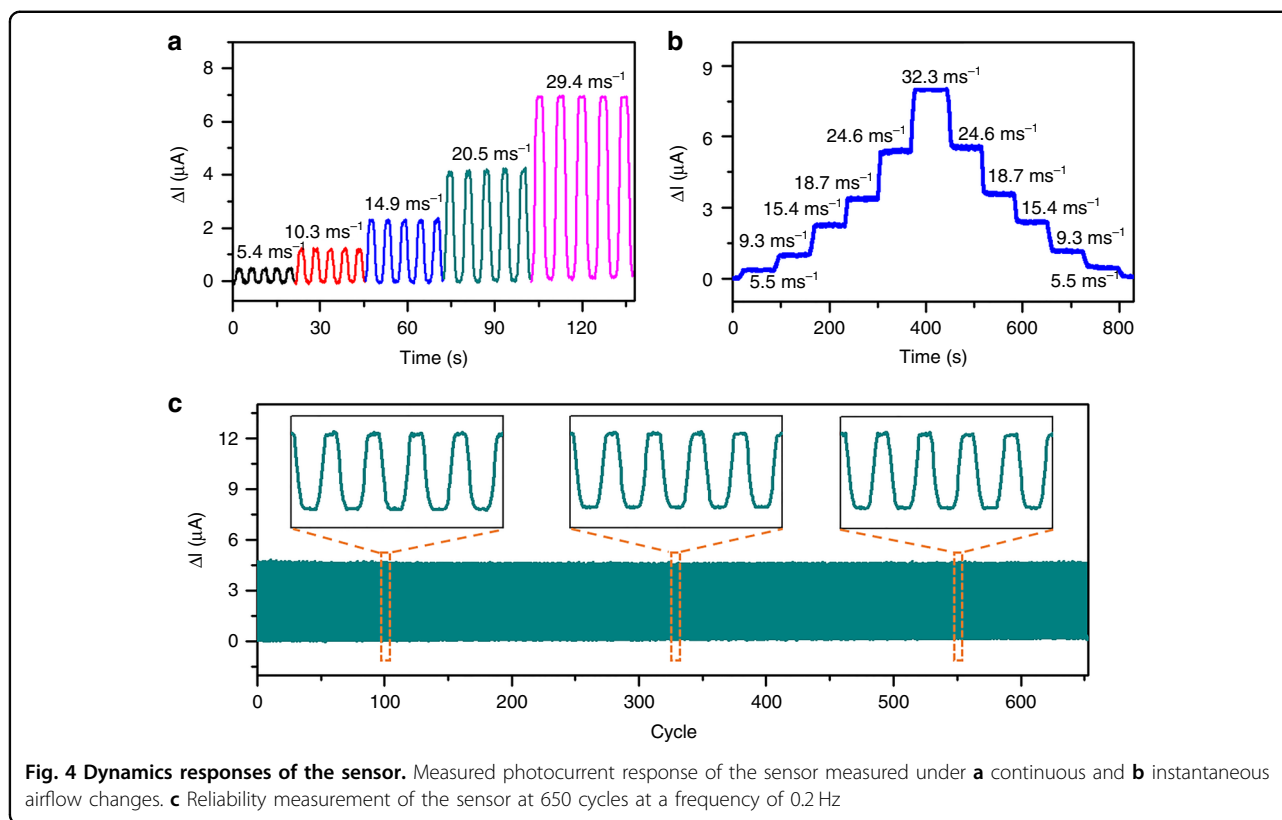 a
b
9
8
32.3 ms⁻¹
29.4 ms⁻¹
6
24.6 ms⁻¹
24.6 ms⁻¹
6
20.5 ms⁻¹
ΔI (μA)
ΔI (μA)
18.7 ms⁻¹
18.7 ms⁻¹
4
14.9 ms⁻¹
15.4 ms⁻¹
15.4 ms⁻¹
3
2
10.3 ms⁻¹
9.3 ms⁻¹
9.3 ms⁻¹
5.4 ms⁻¹
0
0
5.5 ms⁻¹
5.5 ms⁻¹
0 30 60 90 120
0 200 400 600 800
Time (s)
Time (s)
c
12
9
ΔI (μA)
6
3
0
0 100 200 300 400 500 600
Cycle
Fig. 4 Dynamics responses of the sensor. Measured photocurrent response of the sensor measured under a continuous and b instantaneous
airflow changes. c Reliability measurement of the sensor at 650 cycles at a frequency of 0.2 Hz